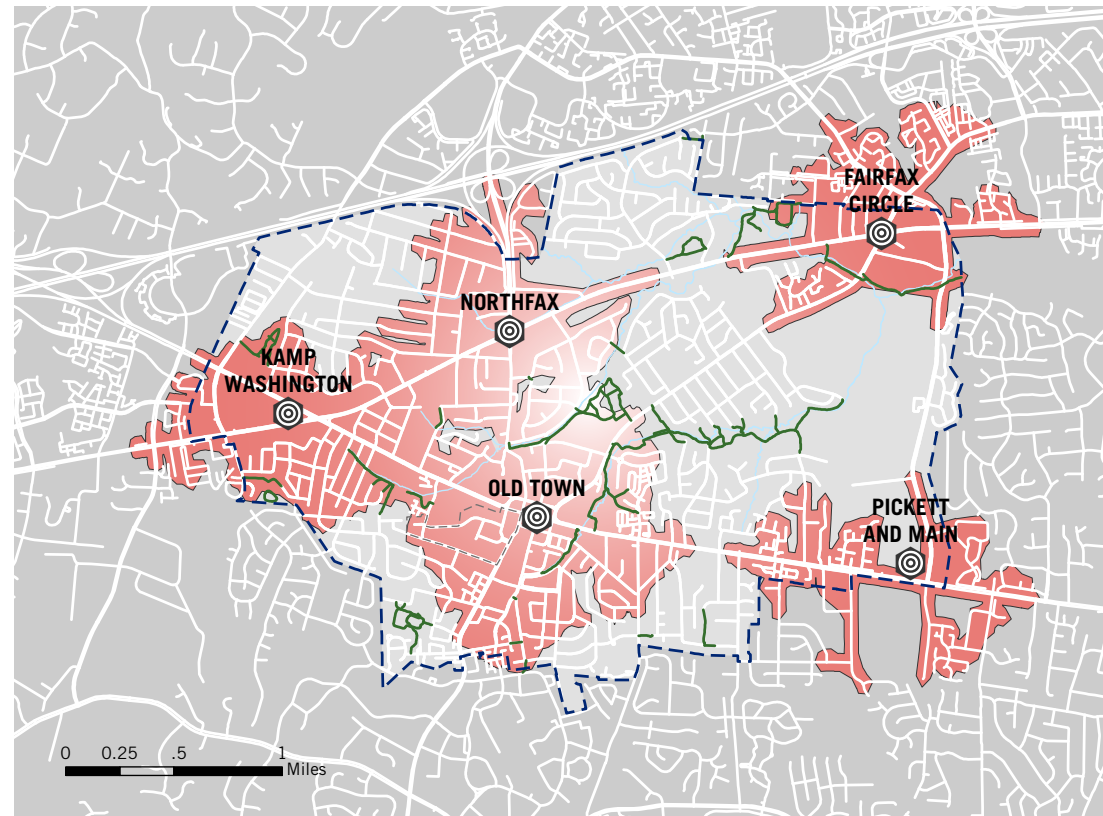 FAIRFAX
CIRCLE
NORTHFAX
KAMP
WASHINGTON
OLD TOWN
PICKETT
AND MAIN
0 0.25 .5 1
Miles